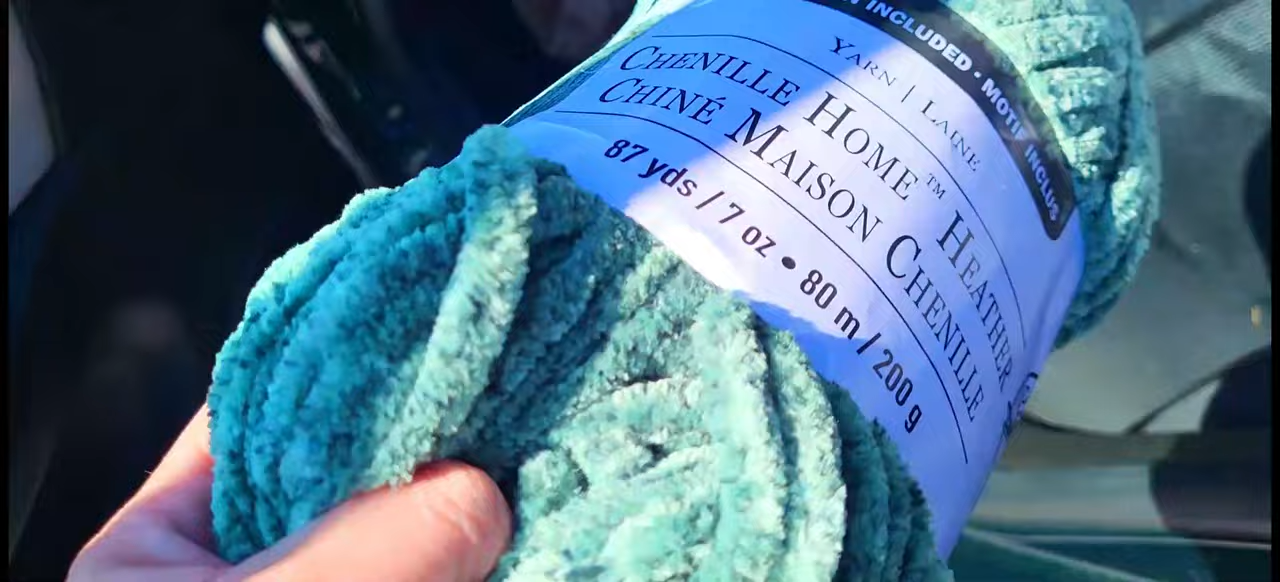 INCLUDED • MOTIF INCLUS
YARN | LAINE
CHENILLE HOME™ HEATHER
CHINÉ MAISON CHENILLE
87 yds / 7 oz • 80 m / 200 g